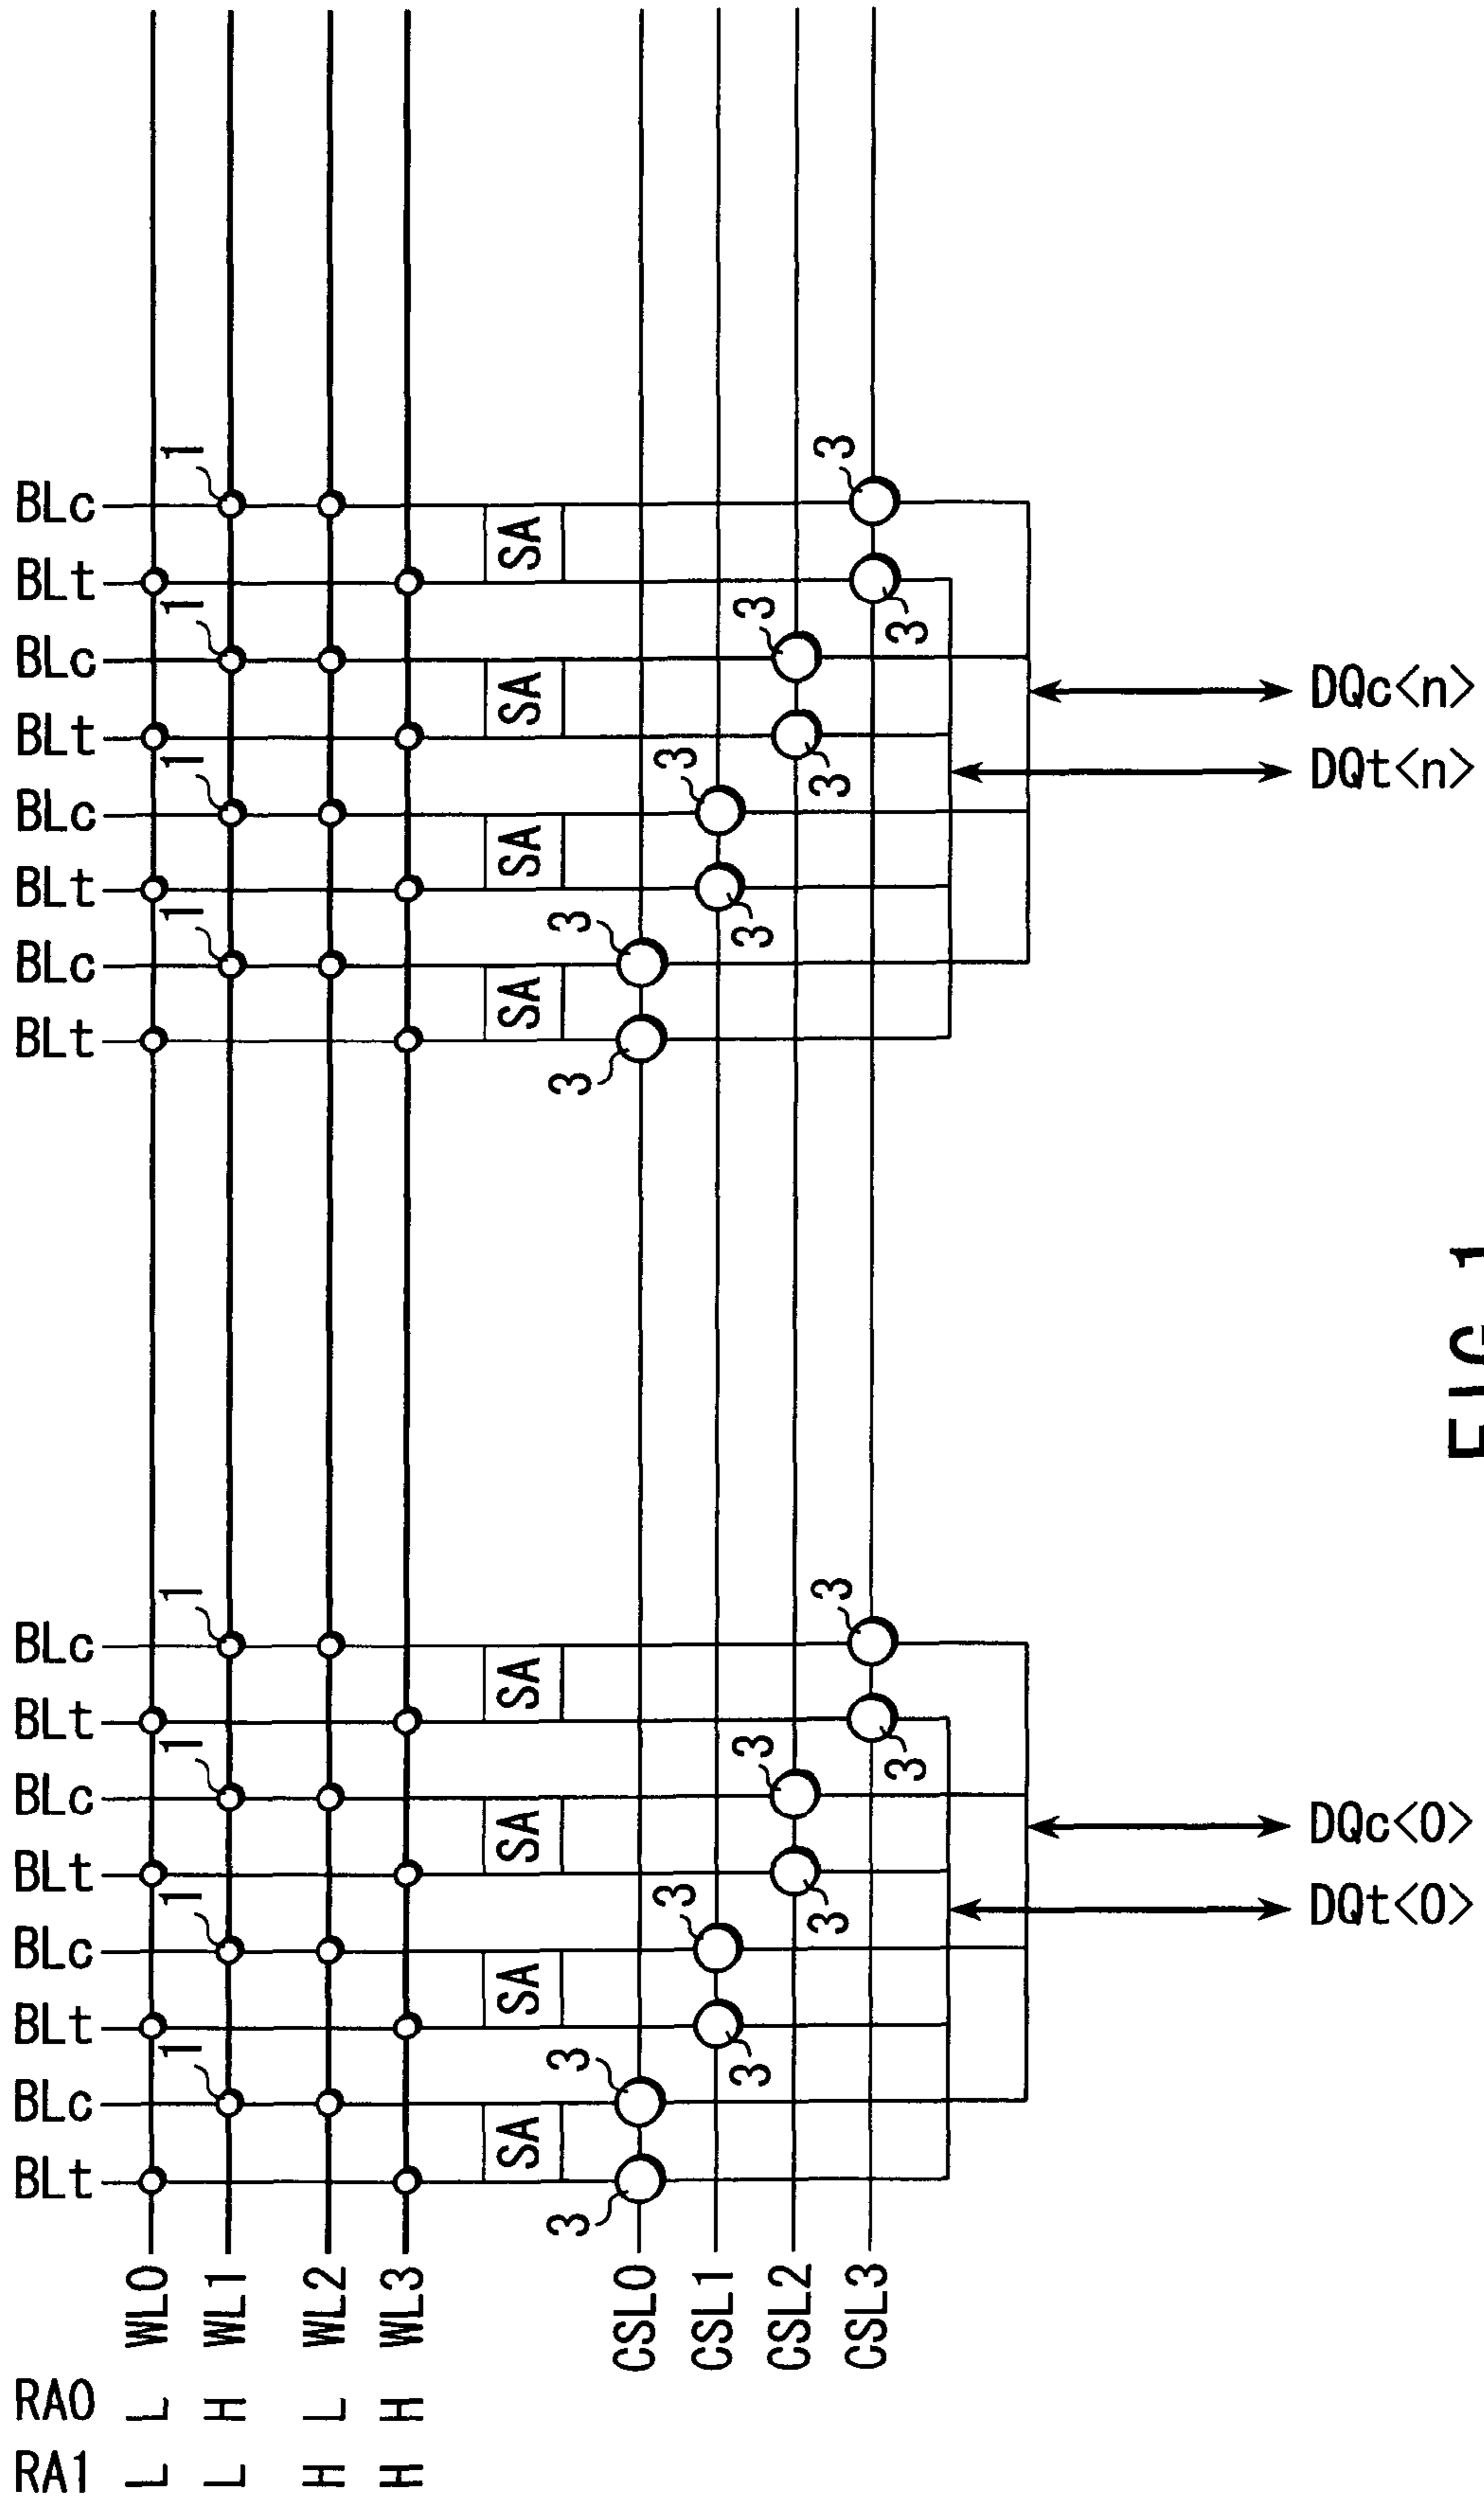 1
3
BLc
SA
BLt
1
3
3
BLc
DQc<n>
SA
BLt
1
3
DQt<n>
3
BLc
SA
BLt
1
3
3
BLc
SA
BLt
3
FIG. 1
1
3
BLc
SA
BLt
1
3
3
BLc
DQc<0>
SA
BLt
1
3
DQt<0>
3
BLc
SA
BLt
1
3
3
BLc
SA
BLt
3
WL0 WL1 WL2 WL3 CSL0 CSL1 CSL2 CSL3
RA0 L H L H
RA1 L L H H